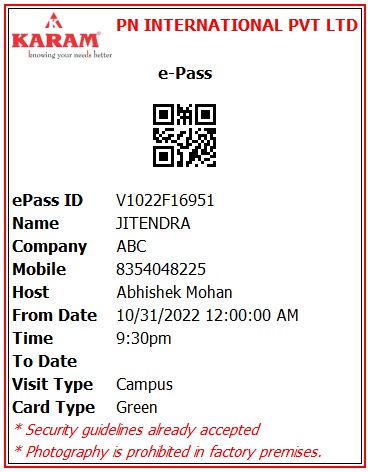 PN INTERNATIONAL PVT LTD
KARAM®
knowing your needs better
e-Pass
ePass ID V1022F16951
Name JITENDRA
Company ABC
Mobile 8354048225
Host Abhishek Mohan
From Date 10/31/2022 12:00:00 AM
Time 9:30pm
To Date
Visit Type Campus
Card Type Green
* Security guidelines already accepted
* Photography is prohibited in factory premises.